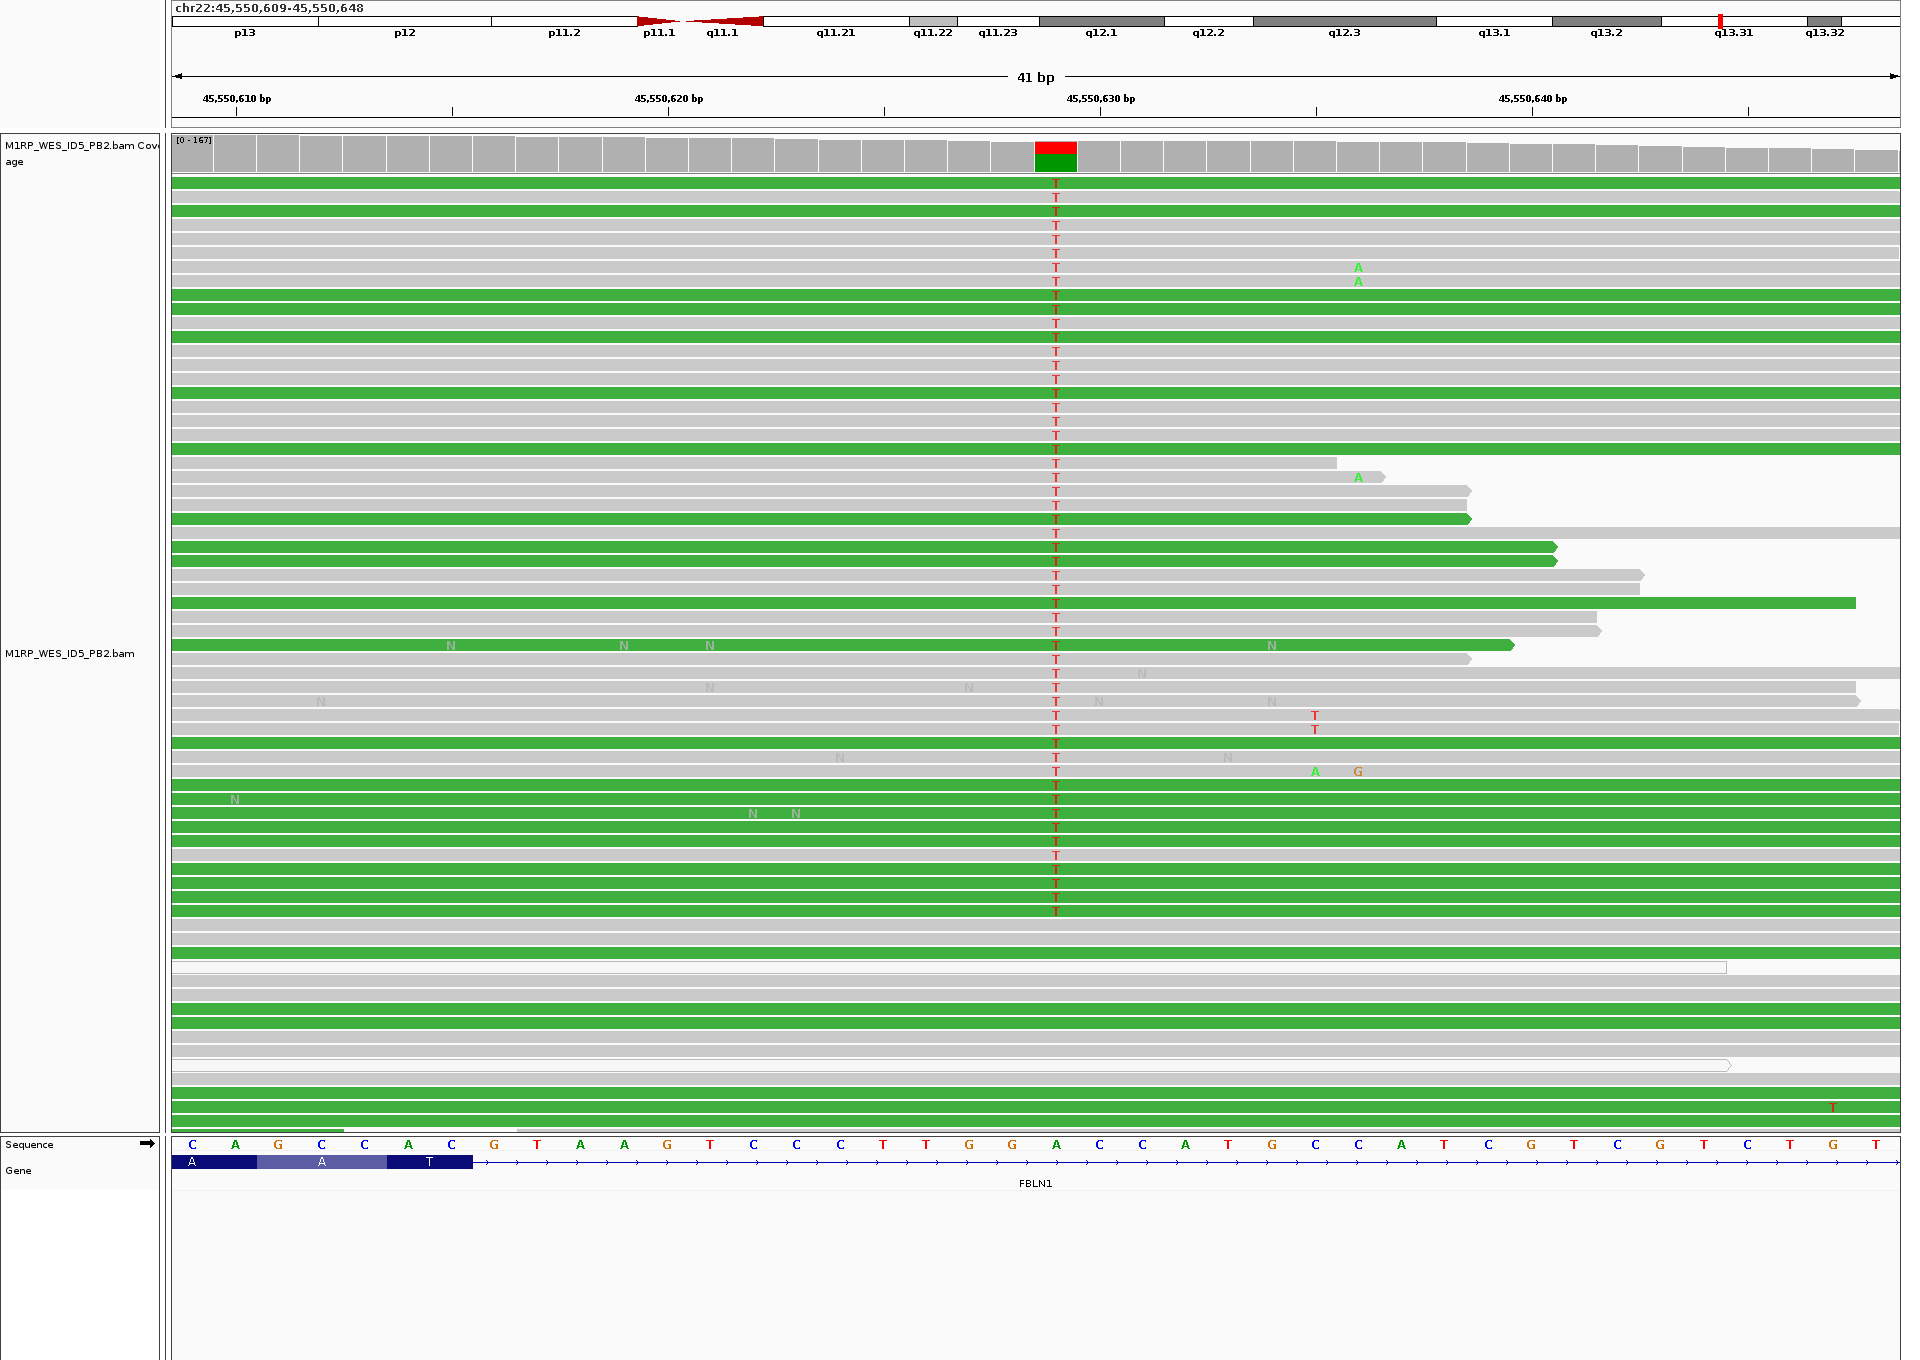 chr22:45,550,609-45,550,648
p13 p12 p11.2 p11.1 q11.1 q11.21 q11.22 q11.23 q12.1 q12.2 q12.3 q13.1 q13.2 q13.31 q13.32
41 bp
45,550,610 bp 45,550,620 bp 45,550,630 bp 45,550,640 bp
M1RP_WES_ID5_PB2.bam Cov
age
[0 - 167]
T
T
T
T
T
T
T A
T A
T
T
T
T
T
T
T
T
T
T
T
T
T
T A
T
T
T
T
T
T
T
T
T
T
T
N N N T N
M1RP_WES_ID5_PB2.bam
T
T N
N N T
N T N N
T T
T T
T
N T N
T A G
T
N T
N N T
T
T
T
T
T
T
T
T
Sequence
C A G C C A C G T A A G T C C C T T G G A C C A T G C C A T C G T C G T C T G T
A A T
Gene
FBLN1